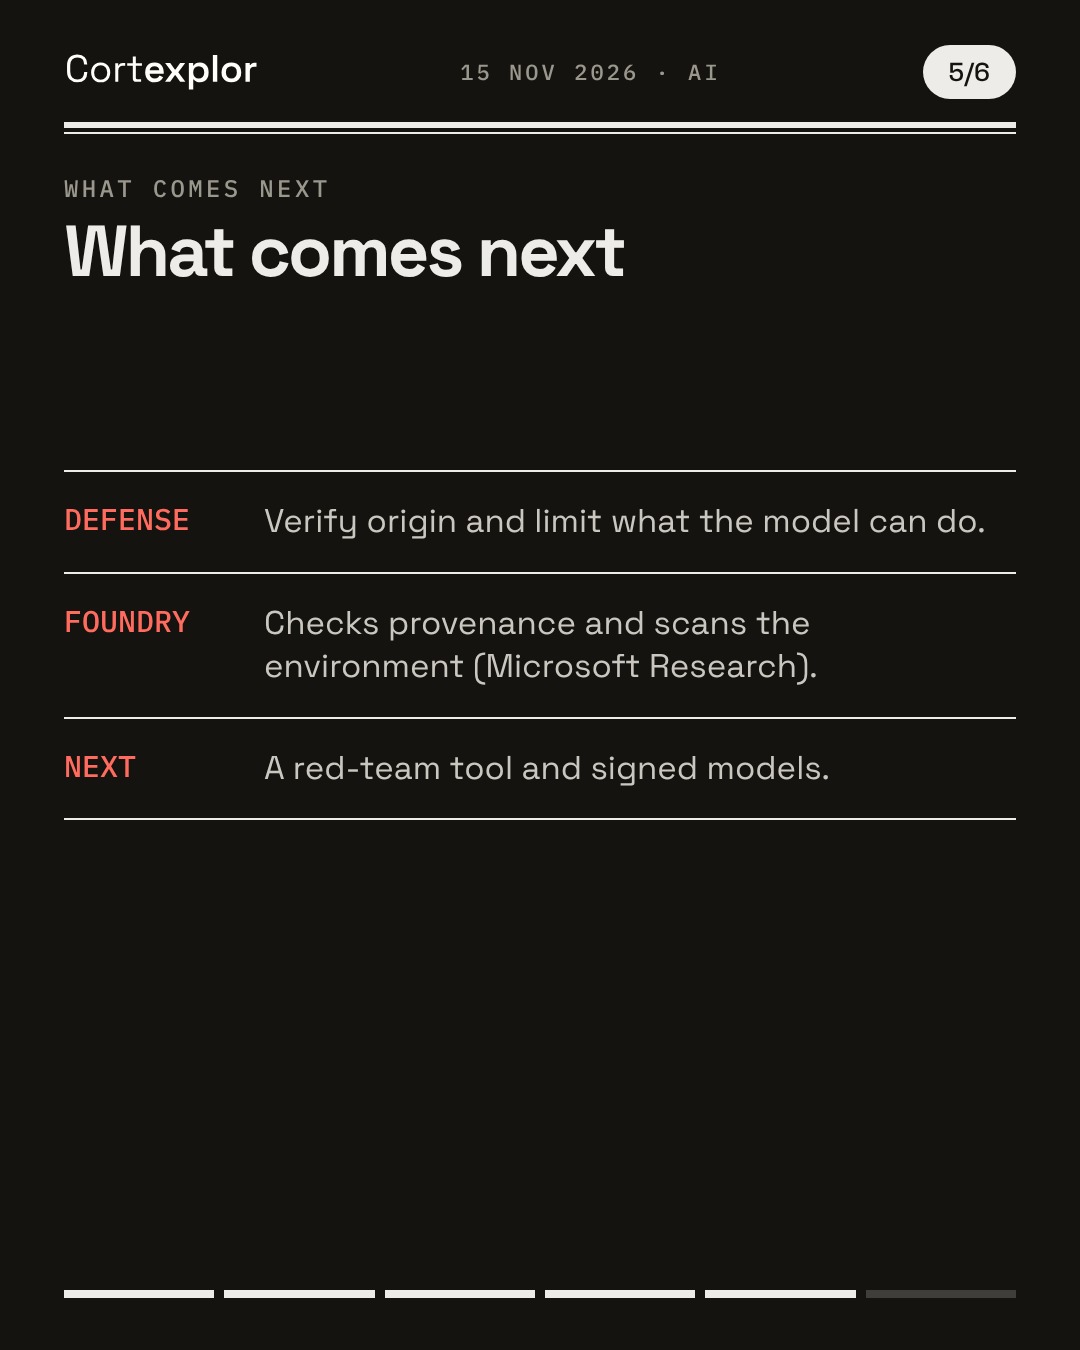 Cortexplor
15 NOV 2026 · AI
5/6
WHAT COMES NEXT
What comes next
DEFENSE
Verify origin and limit what the model can do.
FOUNDRY
Checks provenance and scans the
environment (Microsoft Research).
NEXT
A red-team tool and signed models.